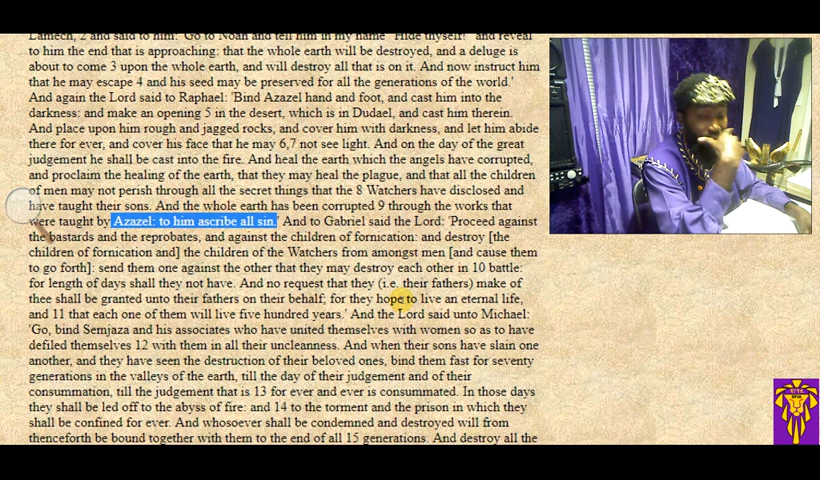 Lamech, 2 and said to him: 'Go to Noah and tell him in my name "Hide thyself!" and reveal
to him the end that is approaching: that the whole earth will be destroyed, and a deluge is
about to come 3 upon the whole earth, and will destroy all that is on it. And now instruct him
that he may escape 4 and his seed may be preserved for all the generations of the world.'
And again the Lord said to Raphael: 'Bind Azazel hand and foot, and cast him into the
darkness: and make an opening 5 in the desert, which is in Dudael, and cast him therein.
And place upon him rough and jagged rocks, and cover him with darkness, and let him abide
there for ever, and cover his face that he may 6,7 not see light. And on the day of the great
judgement he shall be cast into the fire. And heal the earth which the angels have corrupted,
and proclaim the healing of the earth, that they may heal the plague, and that all the children
of men may not perish through all the secret things that the 8 Watchers have disclosed and
have taught their sons. And the whole earth has been corrupted 9 through the works that
were taught by Azazel: to him ascribe all sin.' And to Gabriel said the Lord: 'Proceed against
the bastards and the reprobates, and against the children of fornication: and destroy [the
children of fornication and] the children of the Watchers from amongst men [and cause them
to go forth]: send them one against the other that they may destroy each other in 10 battle:
for length of days shall they not have. And no request that they (i.e. their fathers) make of
thee shall be granted unto their fathers on their behalf; for they hope to live an eternal life,
and 11 that each one of them will live five hundred years.' And the Lord said unto Michael:
'Go, bind Semjaza and his associates who have united themselves with women so as to have
defiled themselves 12 with them in all their uncleanness. And when their sons have slain one
another, and they have seen the destruction of their beloved ones, bind them fast for seventy
generations in the valleys of the earth, till the day of their judgement and of their
consummation, till the judgement that is 13 for ever and ever is consummated. In those days
they shall be led off to the abyss of fire: and 14 to the torment and the prison in which they
shall be confined for ever. And whosoever shall be condemned and destroyed will from
thenceforth be bound together with them to the end of all 15 generations. And destroy all the